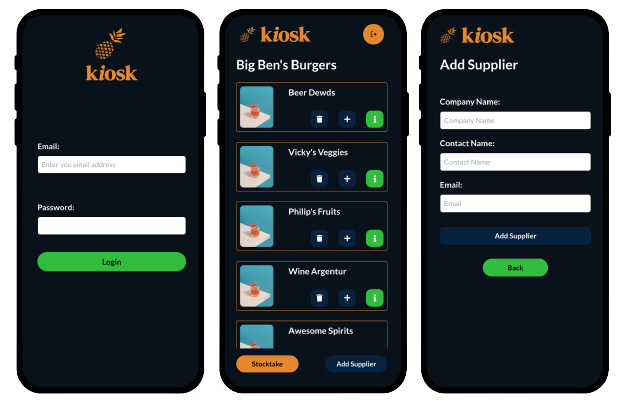 kiosk
Email:
Enter you email address
Password:
Login
kiosk
Big Ben's Burgers
Beer Dewds
Vicky's Veggies
Philip's Fruits
Wine Argentur
Awesome Spirits
Stocktake
Add Supplier
kiosk
Add Supplier
Company Name:
Company Name
Contact Name:
Contact Name
Email:
Email
Add Supplier
Back